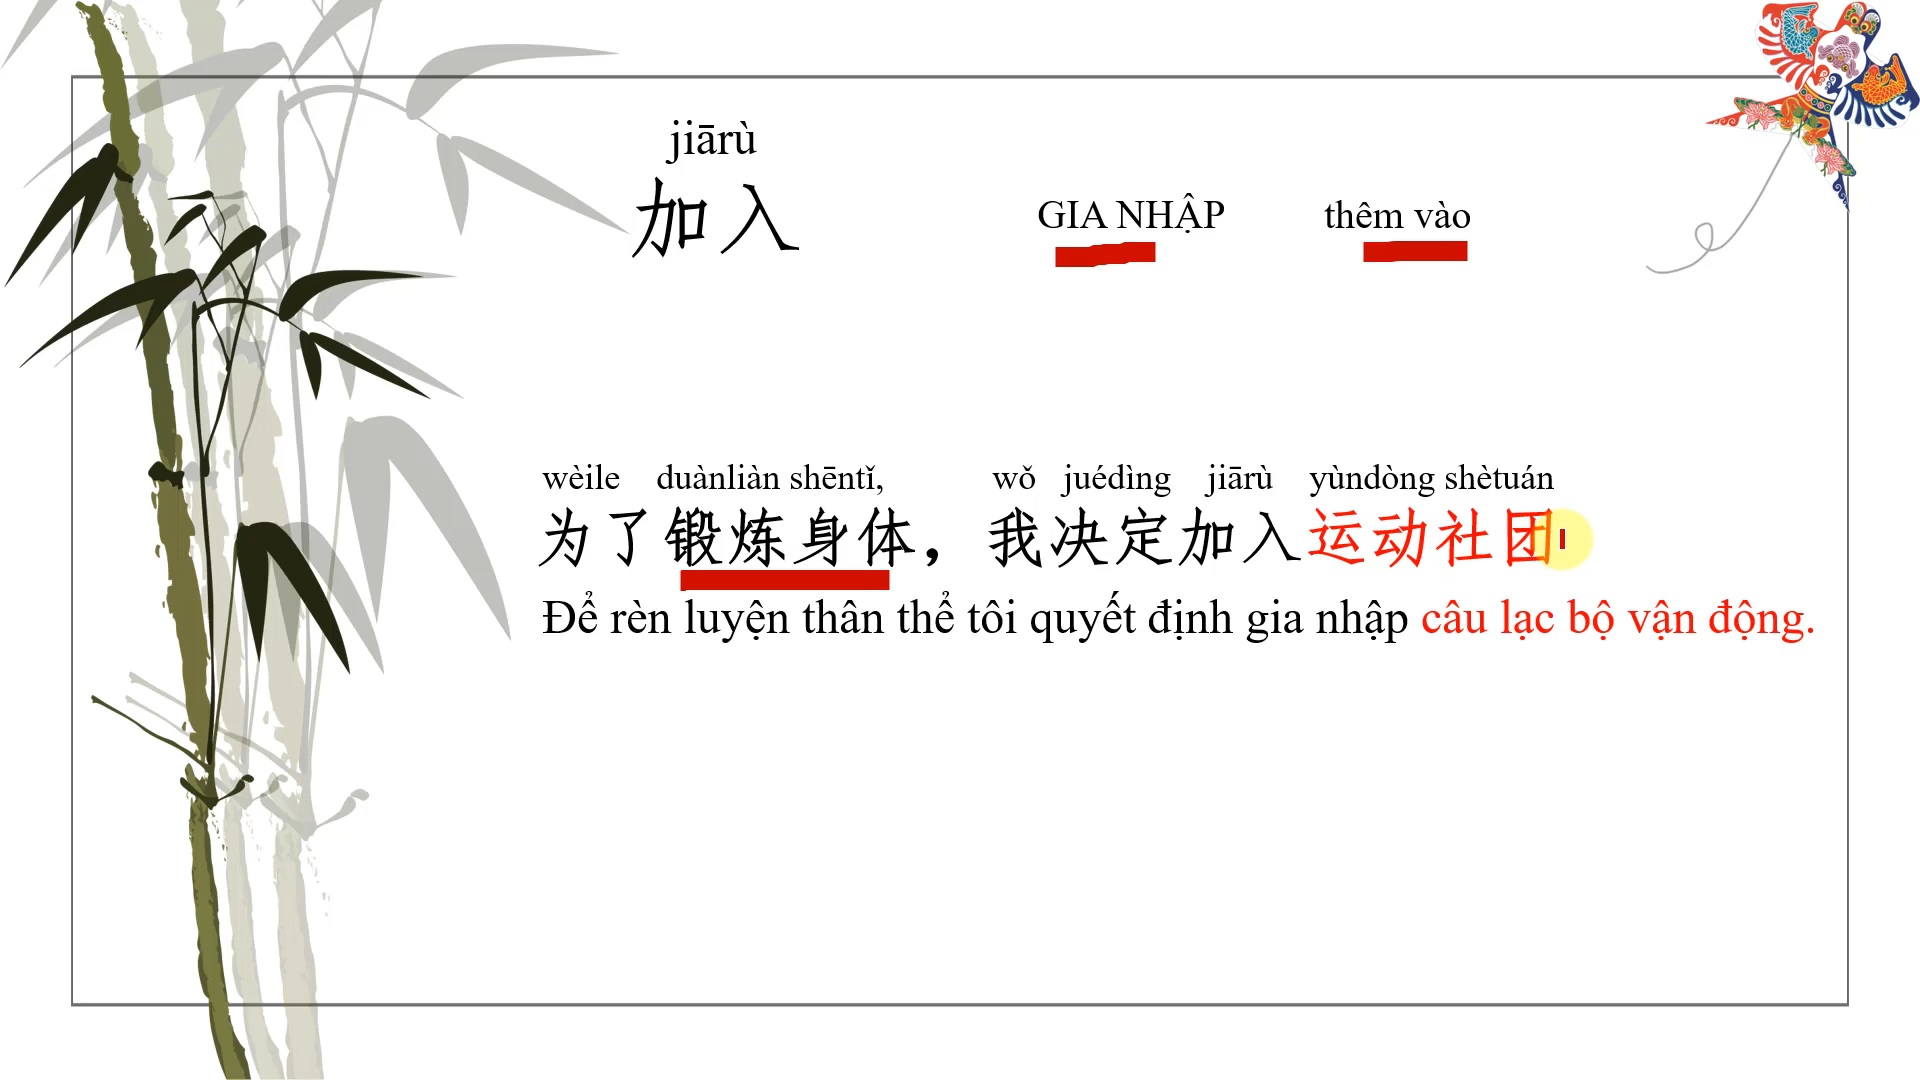 jiārù
加入 GIA NHẬP thêm vào
wèile duànliàn shēntǐ, wǒ juédìng jiārù yùndòng shètuán
为了锻炼身体，我决定加入运动社团
Để rèn luyện thân thể tôi quyết định gia nhập câu lạc bộ vận động.